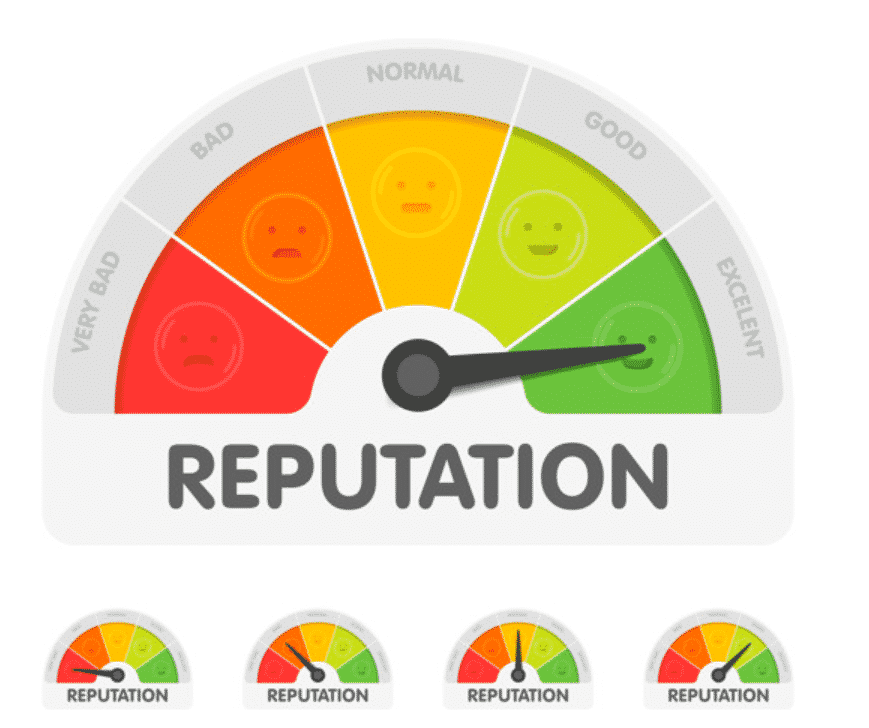 NORMAL
BAD
GOOD
VERY BAD
EXCELENT
REPUTATION
REPUTATION
REPUTATION
REPUTATION
REPUTATION